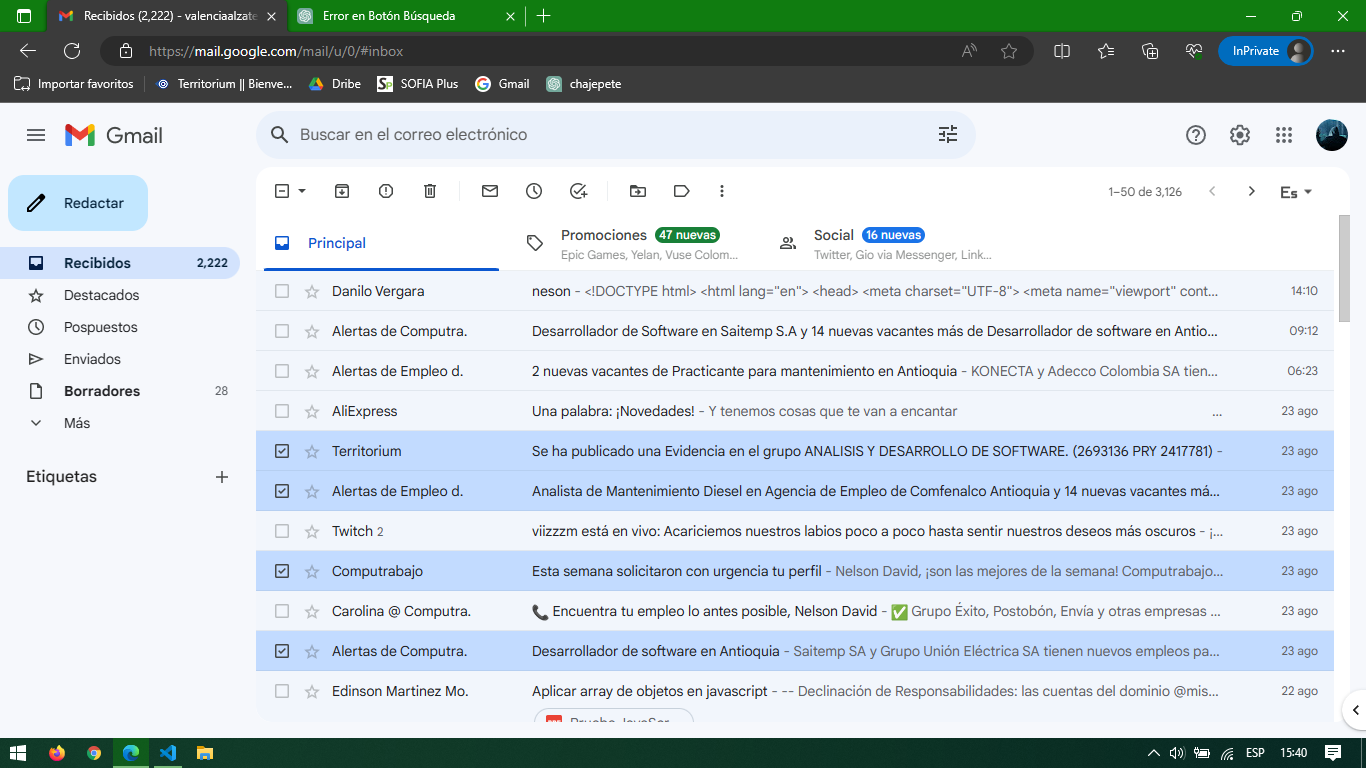 Recibidos (2,222) - valenciaalzate
Error en Botón Búsqueda
https://mail.google.com/mail/u/0/#inbox
InPrivate
Importar favoritos
Territorium || Bienve...
Dribe
SOFIA Plus
Gmail
chajepete
Gmail
Buscar en el correo electrónico
Redactar
1–50 de 3,126
Es
Recibidos 2,222
Destacados
Pospuestos
Enviados
Borradores 28
Más
Etiquetas
Principal
Promociones 47 nuevas
Epic Games, Yelan, Vuse Colom...
Social 16 nuevas
Twitter, Gio via Messenger, Link...
Danilo Vergara neson - <!DOCTYPE html> <html lang="en"> <head> <meta charset="UTF-8"> <meta name="viewport" cont... 14:10
Alertas de Computra. Desarrollador de Software en Saitemp S.A y 14 nuevas vacantes más de Desarrollador de software en Antio... 09:12
Alertas de Empleo d. 2 nuevas vacantes de Practicante para mantenimiento en Antioquia - KONECTA y Adecco Colombia SA tien... 06:23
AliExpress Una palabra: ¡Novedades! - Y tenemos cosas que te van a encantar ... 23 ago
Territorium Se ha publicado una Evidencia en el grupo ANALISIS Y DESARROLLO DE SOFTWARE. (2693136 PRY 2417781) - 23 ago
Alertas de Empleo d. Analista de Mantenimiento Diesel en Agencia de Empleo de Comfenalco Antioquia y 14 nuevas vacantes má... 23 ago
Twitch 2 viizzzm está en vivo: Acariciemos nuestros labios poco a poco hasta sentir nuestros deseos más oscuros - ¡... 23 ago
Computrabajo Esta semana solicitaron con urgencia tu perfil - Nelson David, ¡son las mejores de la semana! Computrabajo... 23 ago
Carolina @ Computra. 📞 Encuentra tu empleo lo antes posible, Nelson David - ✅ Grupo Éxito, Postobón, Envía y otras empresas ... 23 ago
Alertas de Computra. Desarrollador de software en Antioquia - Saitemp SA y Grupo Unión Eléctrica SA tienen nuevos empleos pa... 23 ago
Edinson Martinez Mo. Aplicar array de objetos en javascript - -- Declinación de Responsabilidades: las cuentas del dominio @mis... 22 ago
ESP
15:40